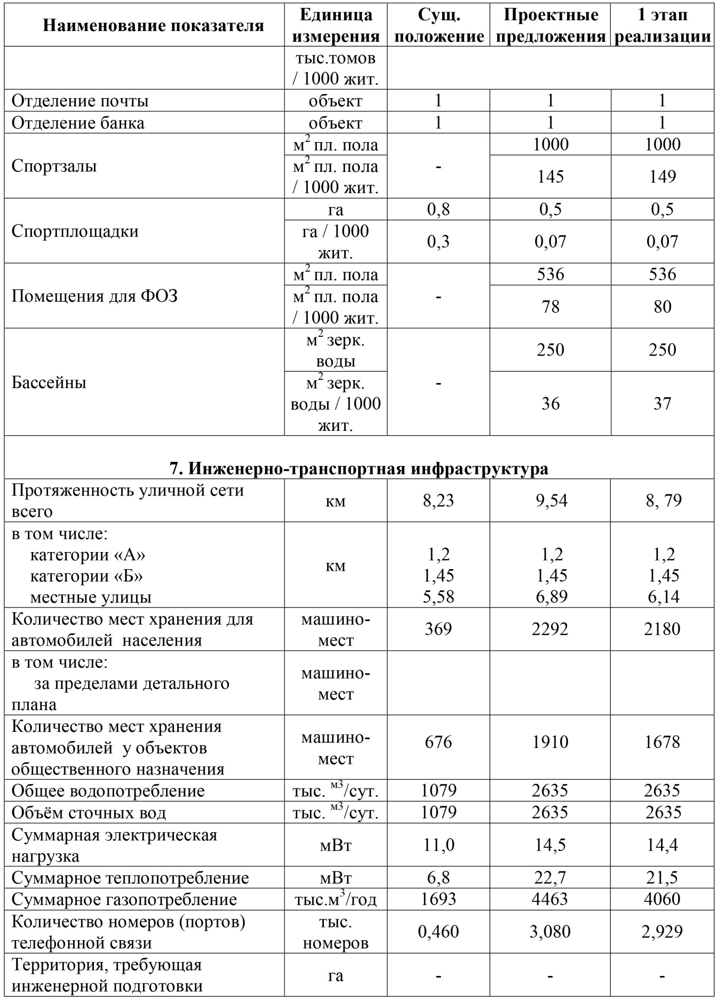 Наименование показателя
Единица
измерения
Сущ.
положение
Проектные
предложения
1 этап
реализации
тыс.томов
/ 1000 жит.
Отделение почты
объект
1
1
1
Отделение банка
объект
1
1
1
Спортзалы
м² пл. пола
-
1000
1000
м² пл. пола
/ 1000 жит.
145
149
Спортплощадки
га
0,8
0,5
0,5
га / 1000
жит.
0,3
0,07
0,07
Помещения для ФОЗ
м² пл. пола
-
536
536
м² пл. пола
/ 1000 жит.
78
80
Бассейны
м² зерк.
воды
-
250
250
м² зерк.
воды / 1000
жит.
36
37
7. Инженерно-транспортная инфраструктура
Протяженность уличной сети
всего
км
8,23
9,54
8, 79
в том числе:
категории «А»
категории «Б»
местные улицы
км
1,2
1,45
5,58
1,2
1,45
6,89
1,2
1,45
6,14
Количество мест хранения для
автомобилей населения
машино-
мест
369
2292
2180
в том числе:
за пределами детального
плана
машино-
мест
Количество мест хранения
автомобилей у объектов
общественного назначения
машино-
мест
676
1910
1678
Общее водопотребление
тыс. м3/сут.
1079
2635
2635
Объём сточных вод
тыс. м3/сут.
1079
2635
2635
Суммарная электрическая
нагрузка
мВт
11,0
14,5
14,4
Суммарное теплопотребление
мВт
6,8
22,7
21,5
Суммарное газопотребление
тыс.м³/год
1693
4463
4060
Количество номеров (портов)
телефонной связи
тыс.
номеров
0,460
3,080
2,929
Территория, требующая
инженерной подготовки
га
-
-
-